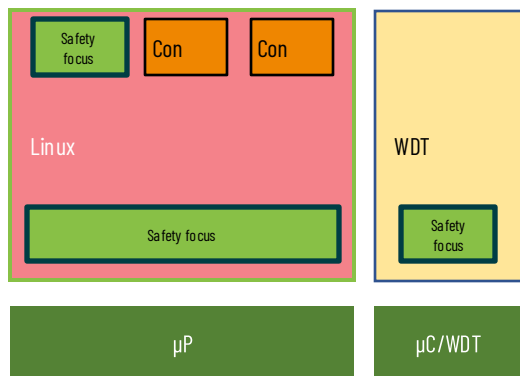 Safety
focus
Con
Con
Linux
WDT
Safety focus
Safety
focus
µP
µC/WDT